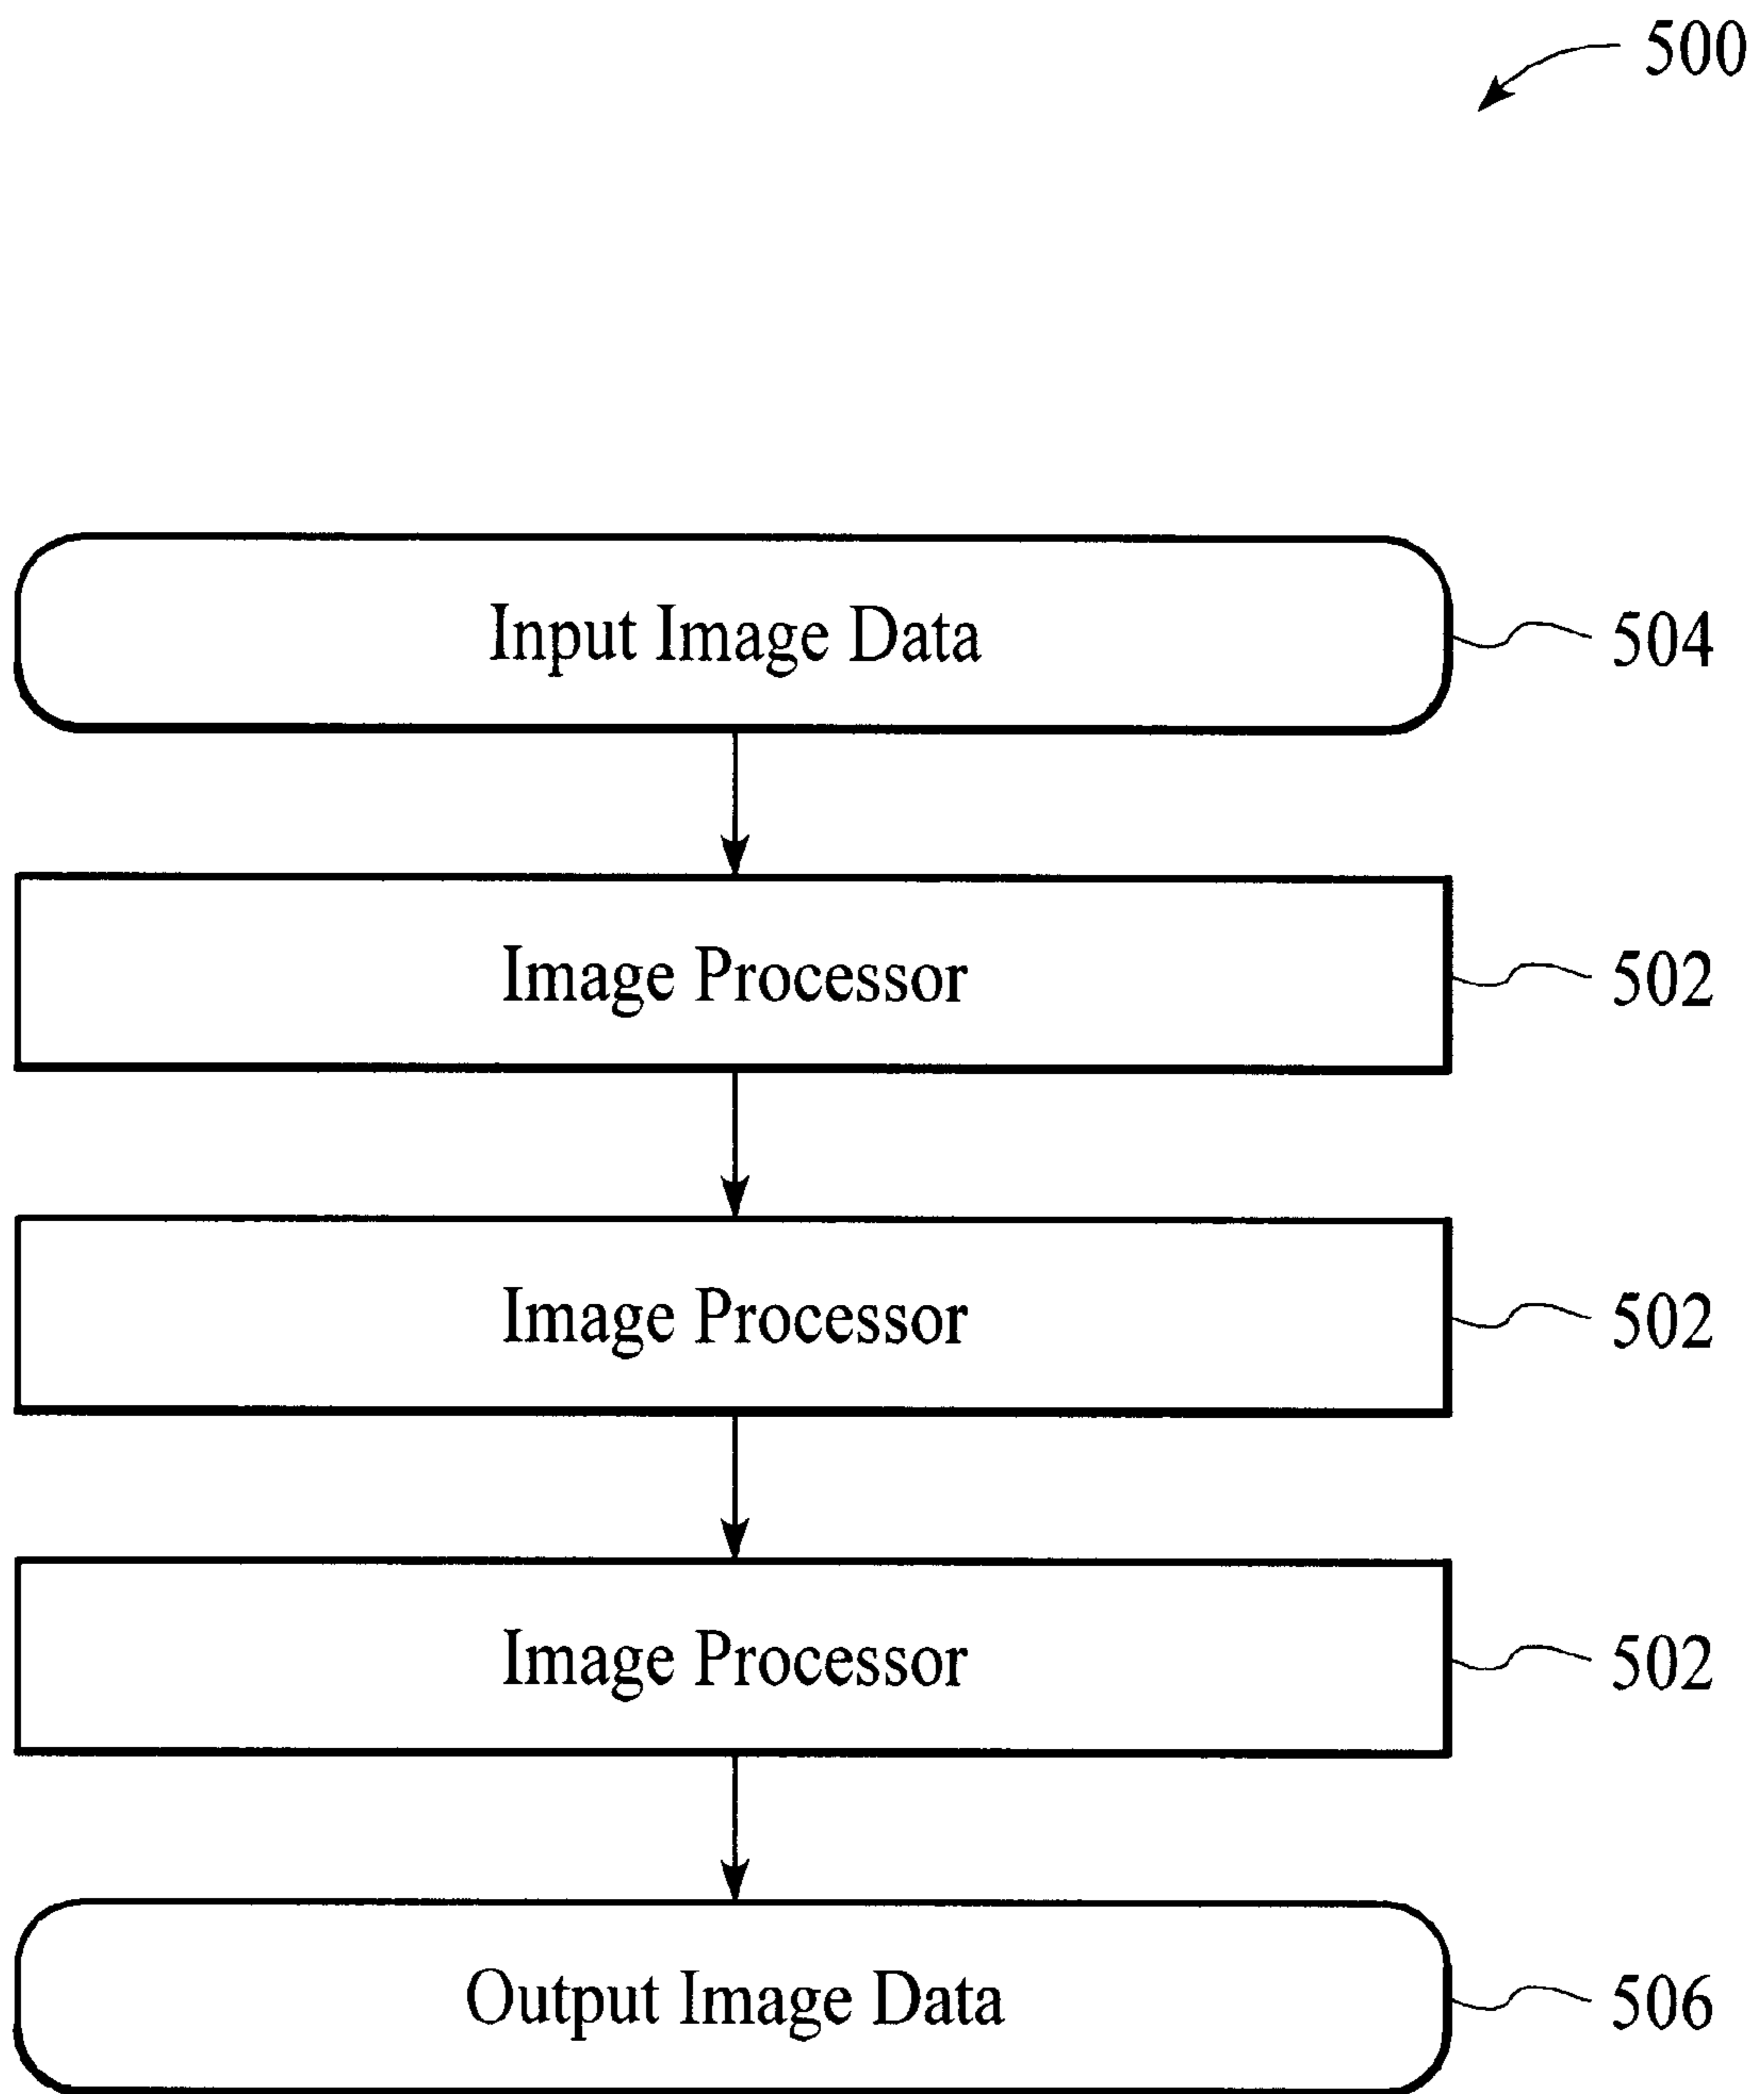 500
Input Image Data 504
Image Processor 502
Image Processor 502
Image Processor 502
Output Image Data 506